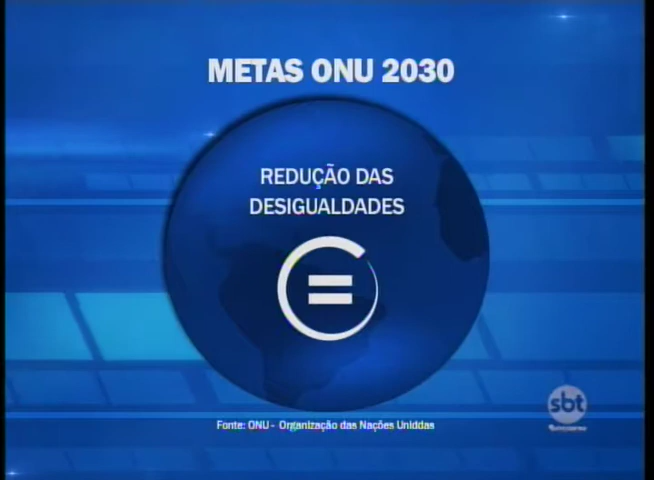 METAS ONU 2030
REDUÇÃO DAS
DESIGUALDADES
sbt
Fonte: ONU - Organização das Nações Uniddas